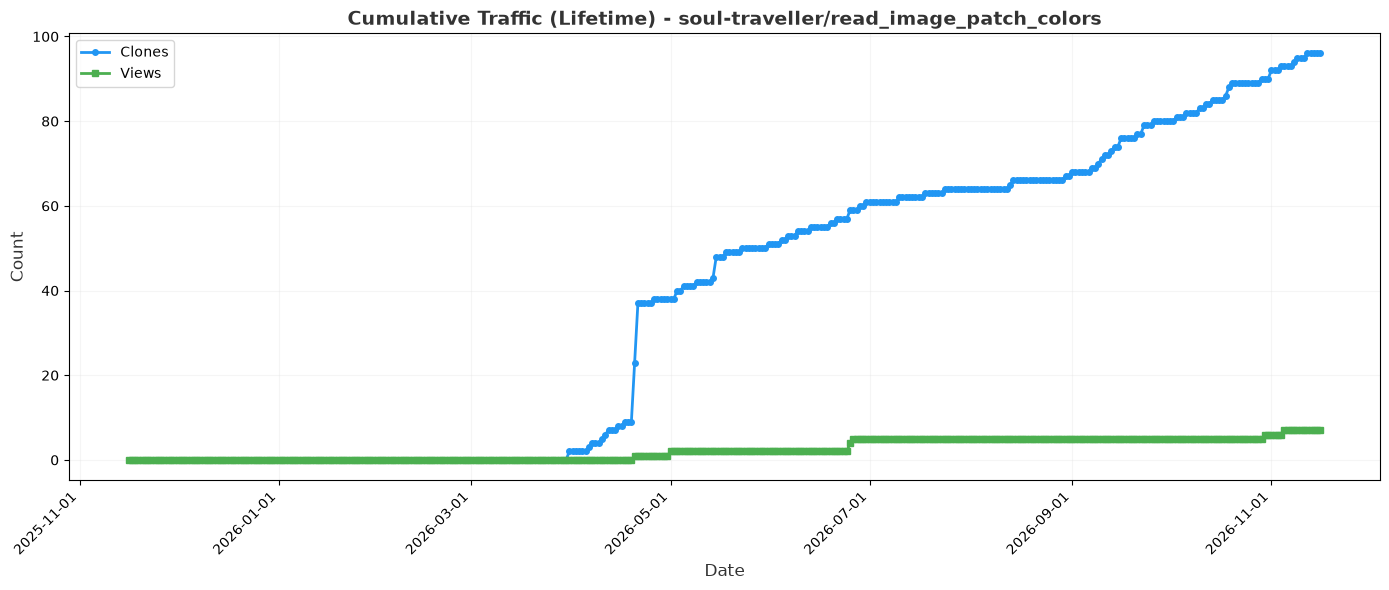 Cumulative Traffic (Lifetime) - soul-traveller/read_image_patch_colors
Clones
Views
Count
100
80
60
40
20
0
2025-11-01
2026-01-01
2026-03-01
2026-05-01
2026-07-01
2026-09-01
2026-11-01
Date